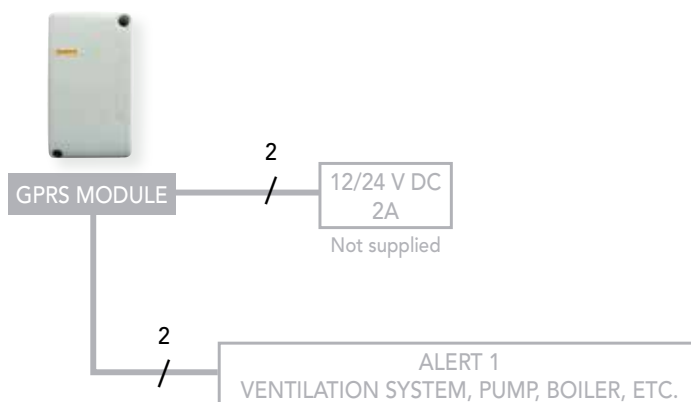 2
GPRS MODULE
12/24 V DC
2A
Not supplied
2
ALERT 1
VENTILATION SYSTEM, PUMP, BOILER, ETC.